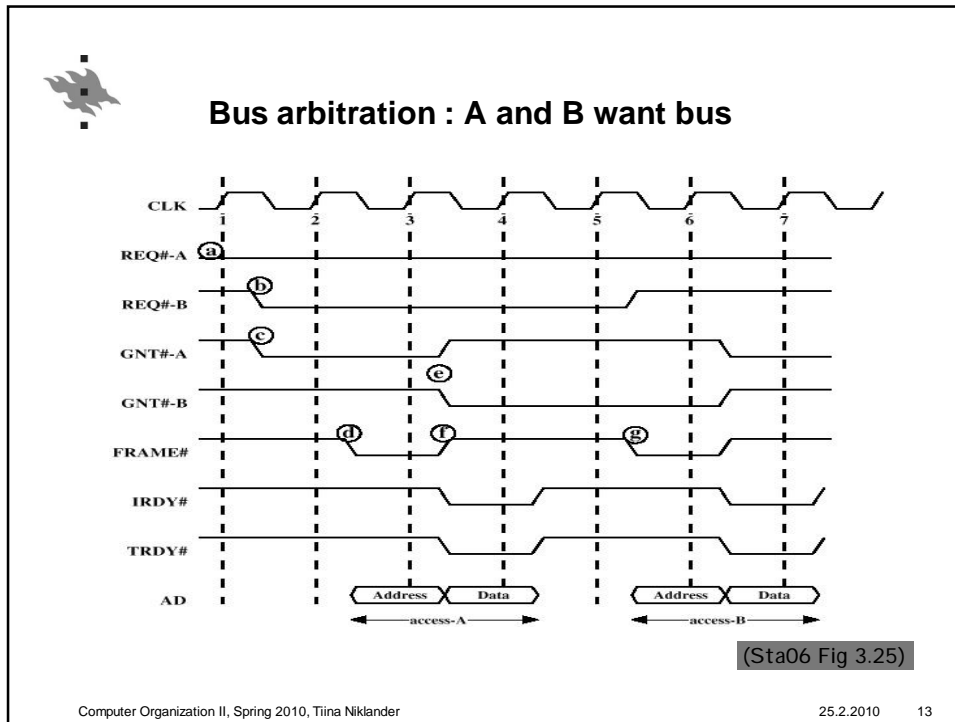 Bus arbitration : A and B want bus
CLK
1 2 3 4 5 6 7
REQ#-A a
REQ#-B b
GNT#-A c
e
GNT#-B
FRAME# d f g
IRDY#
TRDY#
AD Address Data Address Data
access-A access-B
(Sta06 Fig 3.25)
Computer Organization II, Spring 2010, Tiina Niklander 25.2.2010 13